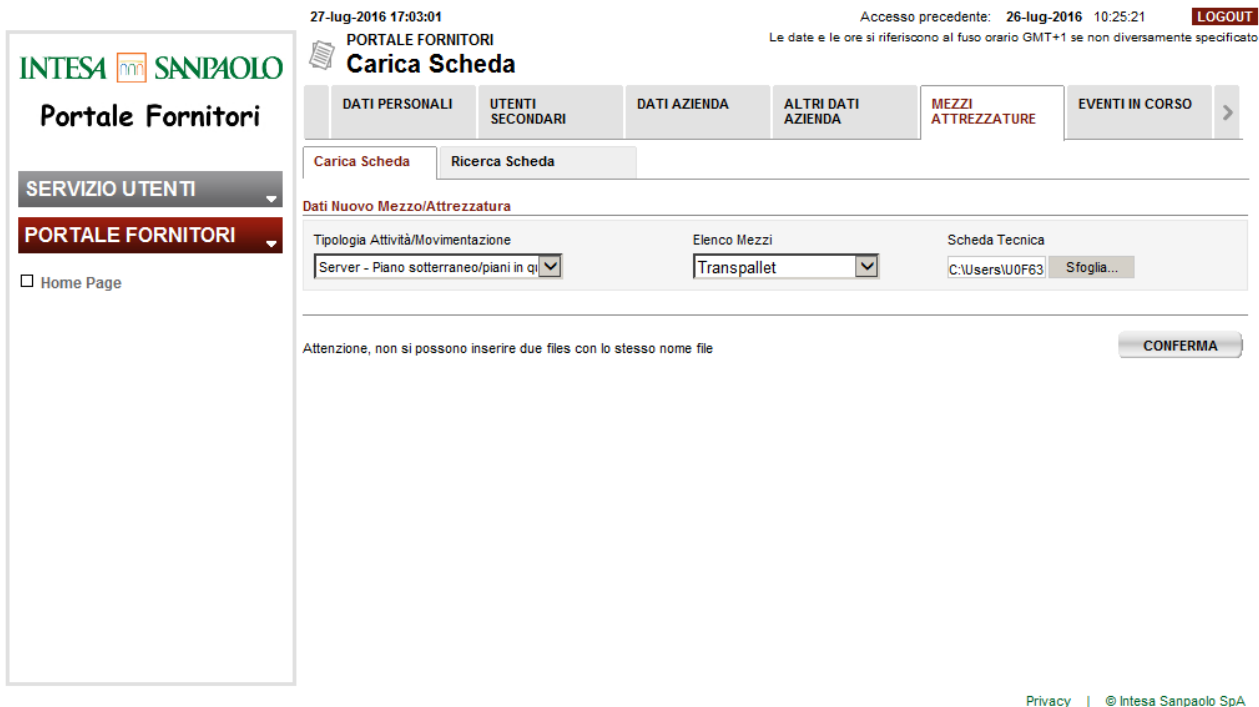 27-lug-2016 17:03:01
Accesso precedente: 26-lug-2016 10:25:21 LOGOUT
PORTALE FORNITORI
Le date e le ore si riferiscono al fuso orario GMT+1 se non diversamente specificato
Carica Scheda
INTESA SANPAOLO
Portale Fornitori
SERVIZIO UTENTI
PORTALE FORNITORI
Home Page
DATI PERSONALI
UTENTI
SECONDARI
DATI AZIENDA
ALTRI DATI
AZIENDA
MEZZI
ATTREZZATURE
EVENTI IN CORSO
Carica Scheda Ricerca Scheda
Dati Nuovo Mezzo/Attrezzatura
Tipologia Attività/Movimentazione Elenco Mezzi Scheda Tecnica
Server - Piano sotterraneo/piani in qu Transpallet C:\Users\U0F63 Sfoglia...
Attenzione, non si possono inserire due files con lo stesso nome file CONFERMA
Privacy | © Intesa Sanpaolo SpA